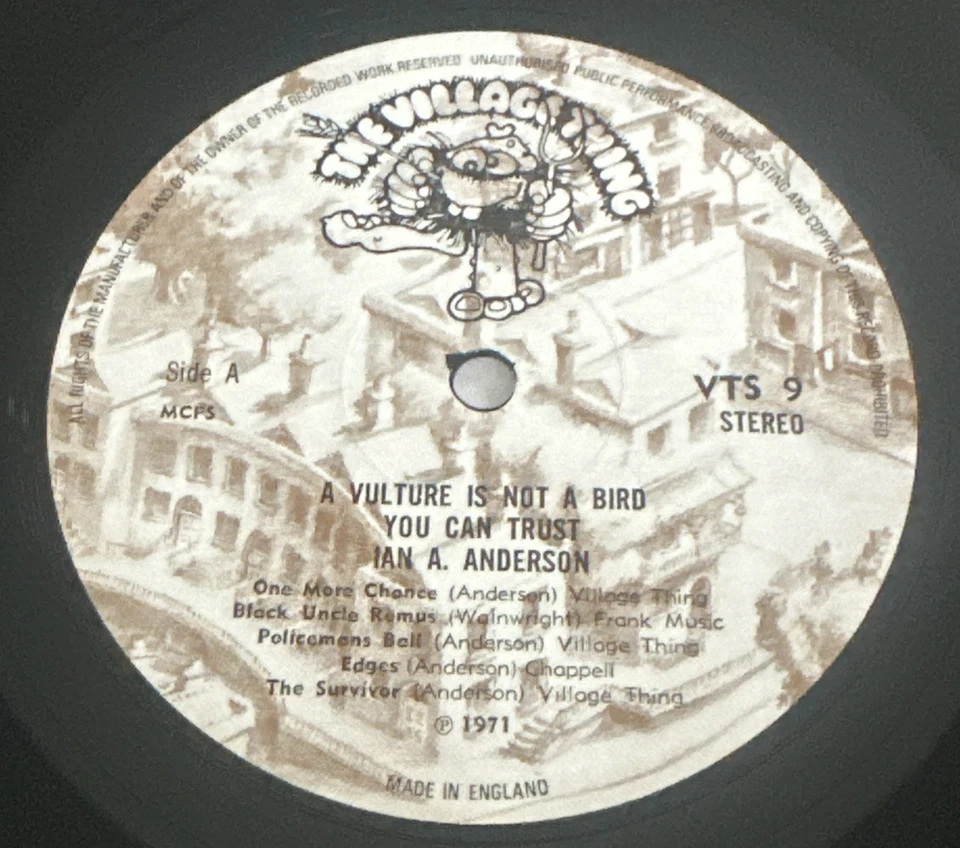 ALL RIGHTS OF THE MANUFACTURER AND OF THE OWNER OF THE RECORDED WORK RESERVED UNAUTHORISED PUBLIC PERFORMANCE BROADCASTING AND COPYING OF THIS RECORD PROHIBITED
THE VILLAGE THING
Side A
MCPS
VTS 9
STEREO
A VULTURE IS NOT A BIRD
YOU CAN TRUST
IAN A. ANDERSON
One More Chance (Anderson) Village Thing
Black Uncle Remus (Wainwright) Frank Music
Policemans Ball (Anderson) Village Thing
Edges (Anderson) Chappell
The Survivor (Anderson) Village Thing
℗ 1971
MADE IN ENGLAND